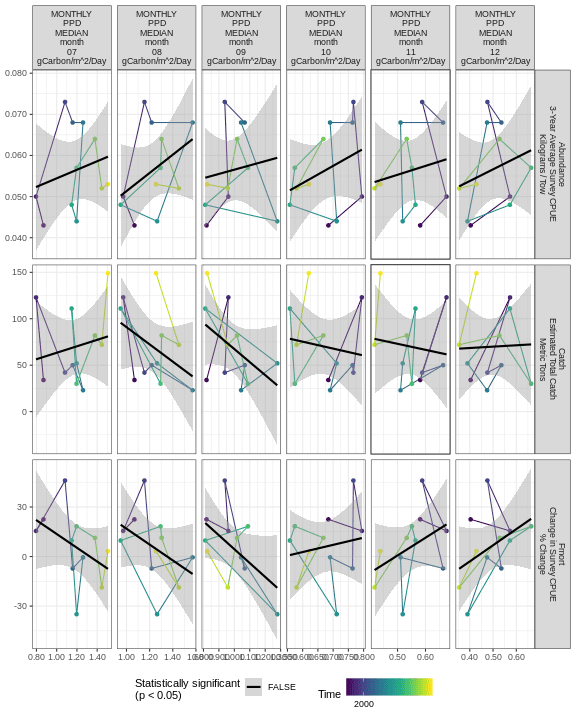 MONTHLY
PPD
MEDIAN
month
07
gCarbon/m^2/Day
MONTHLY
PPD
MEDIAN
month
08
gCarbon/m^2/Day
MONTHLY
PPD
MEDIAN
month
09
gCarbon/m^2/Day
MONTHLY
PPD
MEDIAN
month
10
gCarbon/m^2/Day
MONTHLY
PPD
MEDIAN
month
11
gCarbon/m^2/Day
MONTHLY
PPD
MEDIAN
month
12
gCarbon/m^2/Day
0.080
0.070
0.060
0.050
0.040
Abundance
3-Year Average Survey CPUE
Kilograms / Tow
150
100
50
0
Catch
Estimated Total Catch
Metric Tons
30
0
-30
Fmort
Change in Survey CPUE
% Change
0.80 1.00 1.20 1.40
1.00 1.20 1.40
0.50 0.60
0.40 0.50 0.60
Statistically significant
(p < 0.05)
FALSE
Time
2000